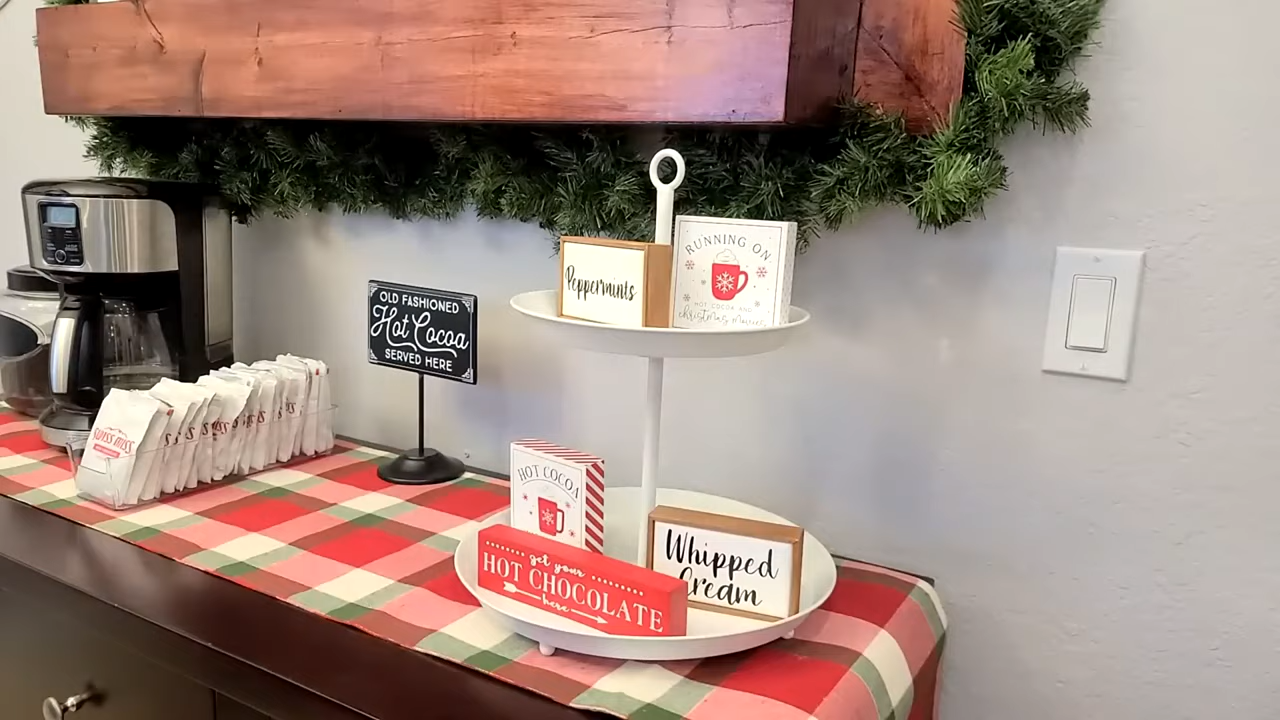 OLD FASHIONED
Hot Cocoa
SERVED HERE
Peppermints
RUNNING ON
HOT COCOA AND
christmas movies
SWISS MISS
HOT COCOA
get your
HOT CHOCOLATE
here
Whipped
Cream